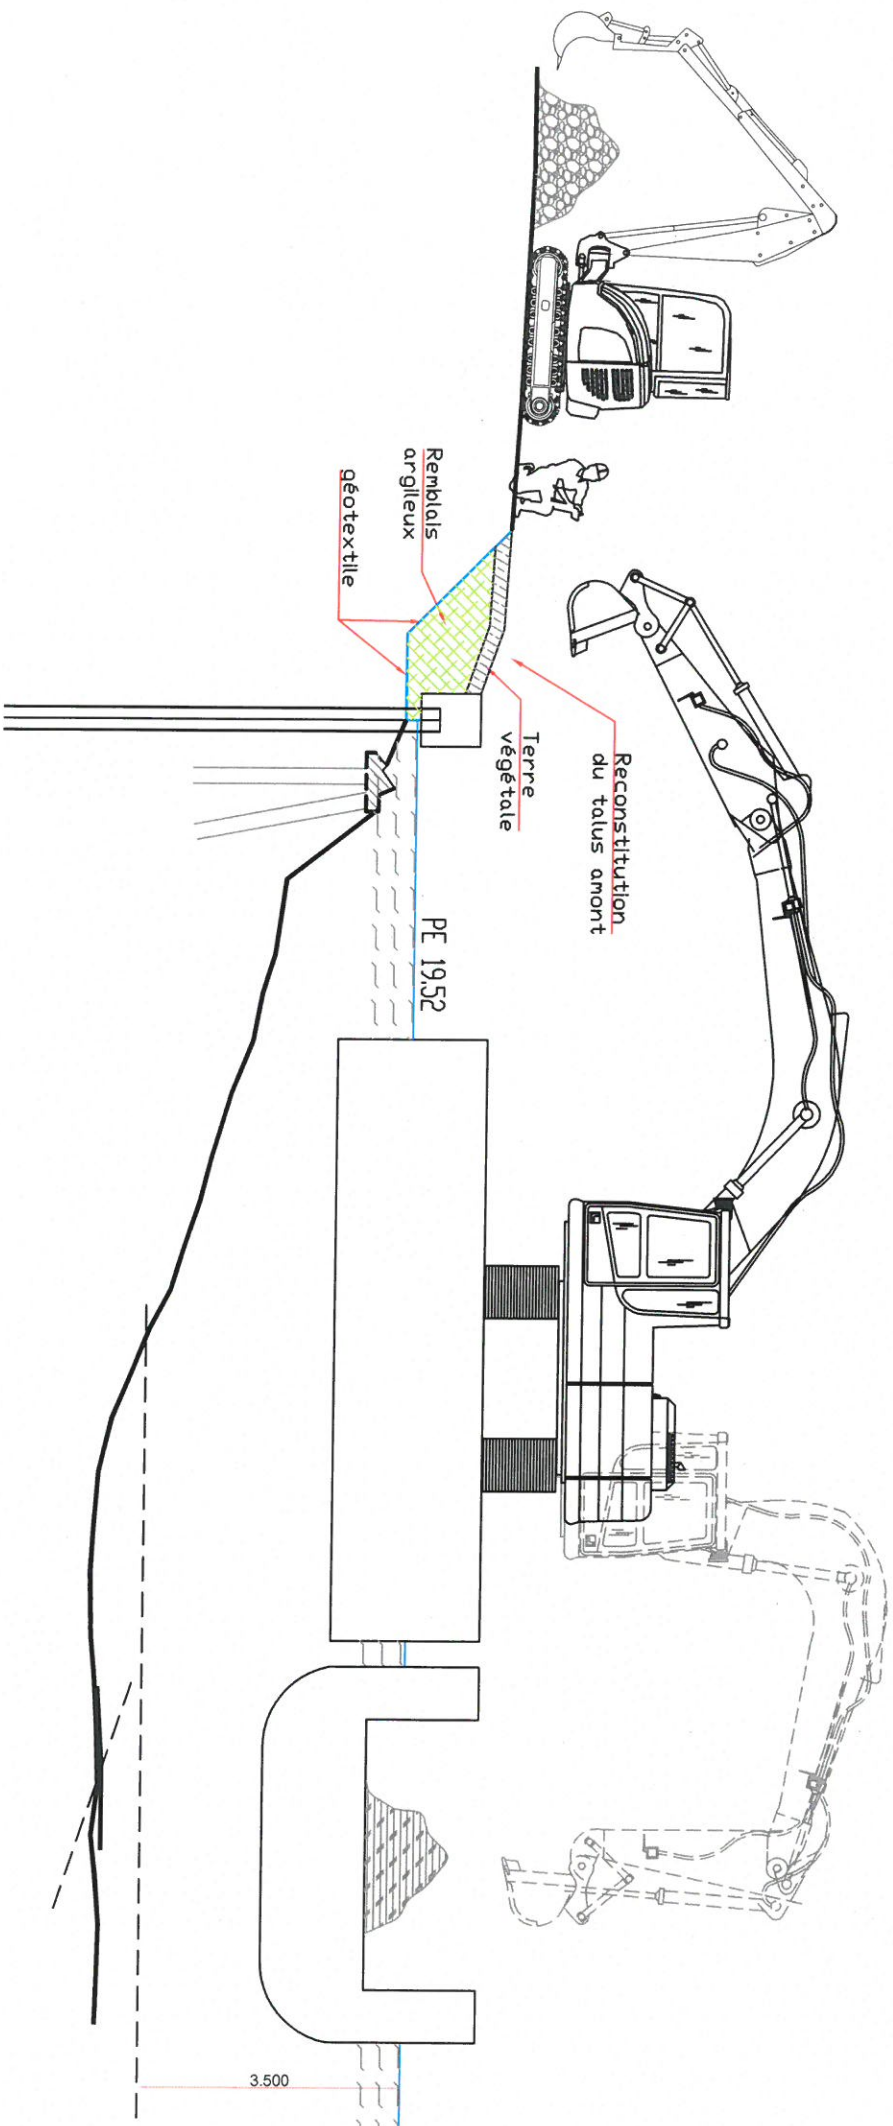 Reconstitution
du talus amont
Terre
végétale
Remblais
argileux
géotextile
PE 19.52
3.500